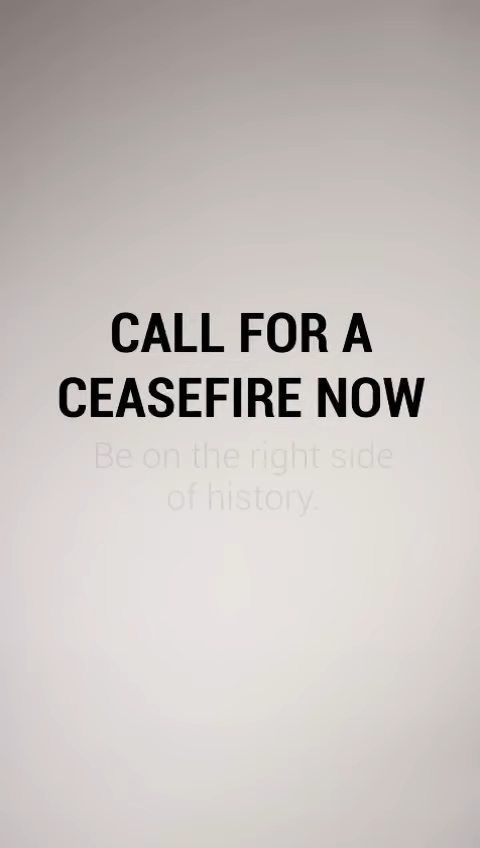 CALL FOR A
CEASEFIRE NOW
Be on the right side
of history.